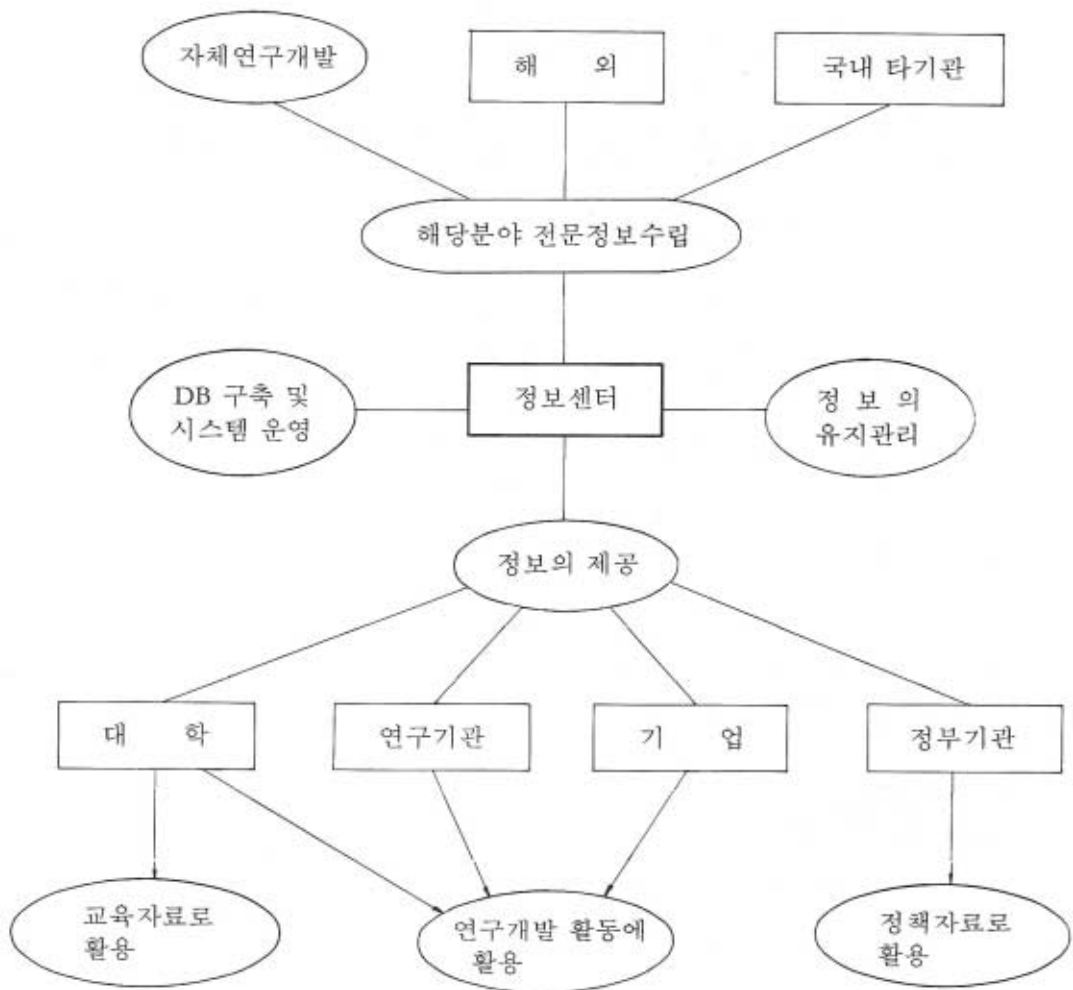 자체연구개발
해 외
국내 타기관
해당분야 전문정보수립
DB 구축 및
시스템 운영
정보센터
정 보 의
유지관리
정보의 제공
대 학
연구기관
기 업
정부기관
교육자료로
활용
연구개발 활동에
활용
정책자료로
활용